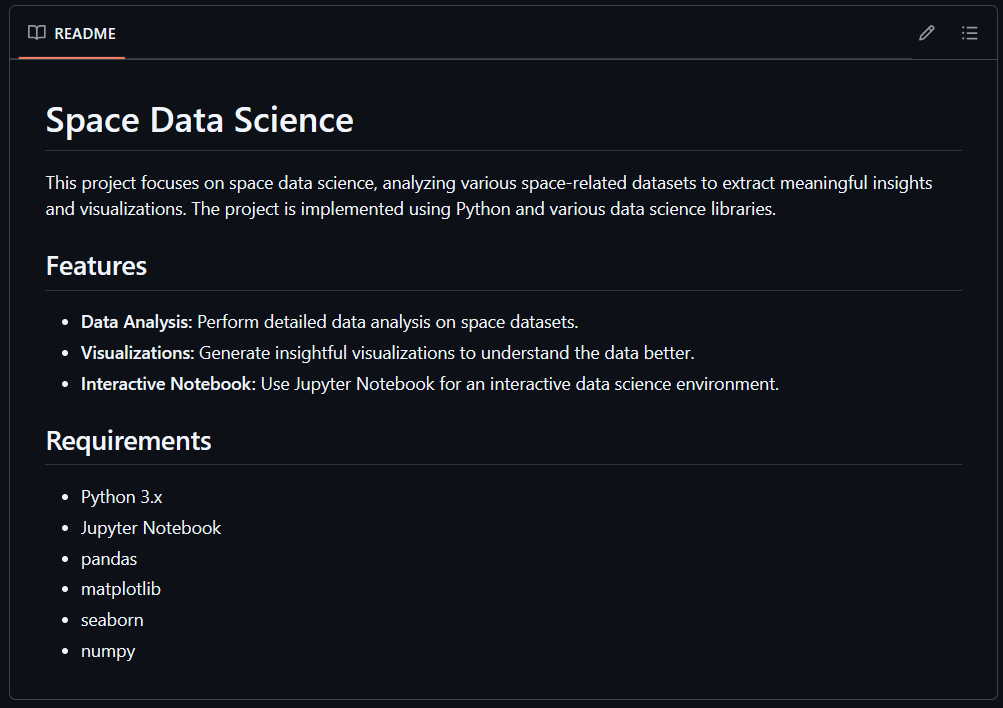 README
Space Data Science
This project focuses on space data science, analyzing various space-related datasets to extract meaningful insights
and visualizations. The project is implemented using Python and various data science libraries.
Features
• Data Analysis: Perform detailed data analysis on space datasets.
• Visualizations: Generate insightful visualizations to understand the data better.
• Interactive Notebook: Use Jupyter Notebook for an interactive data science environment.
Requirements
• Python 3.x
• Jupyter Notebook
• pandas
• matplotlib
• seaborn
• numpy